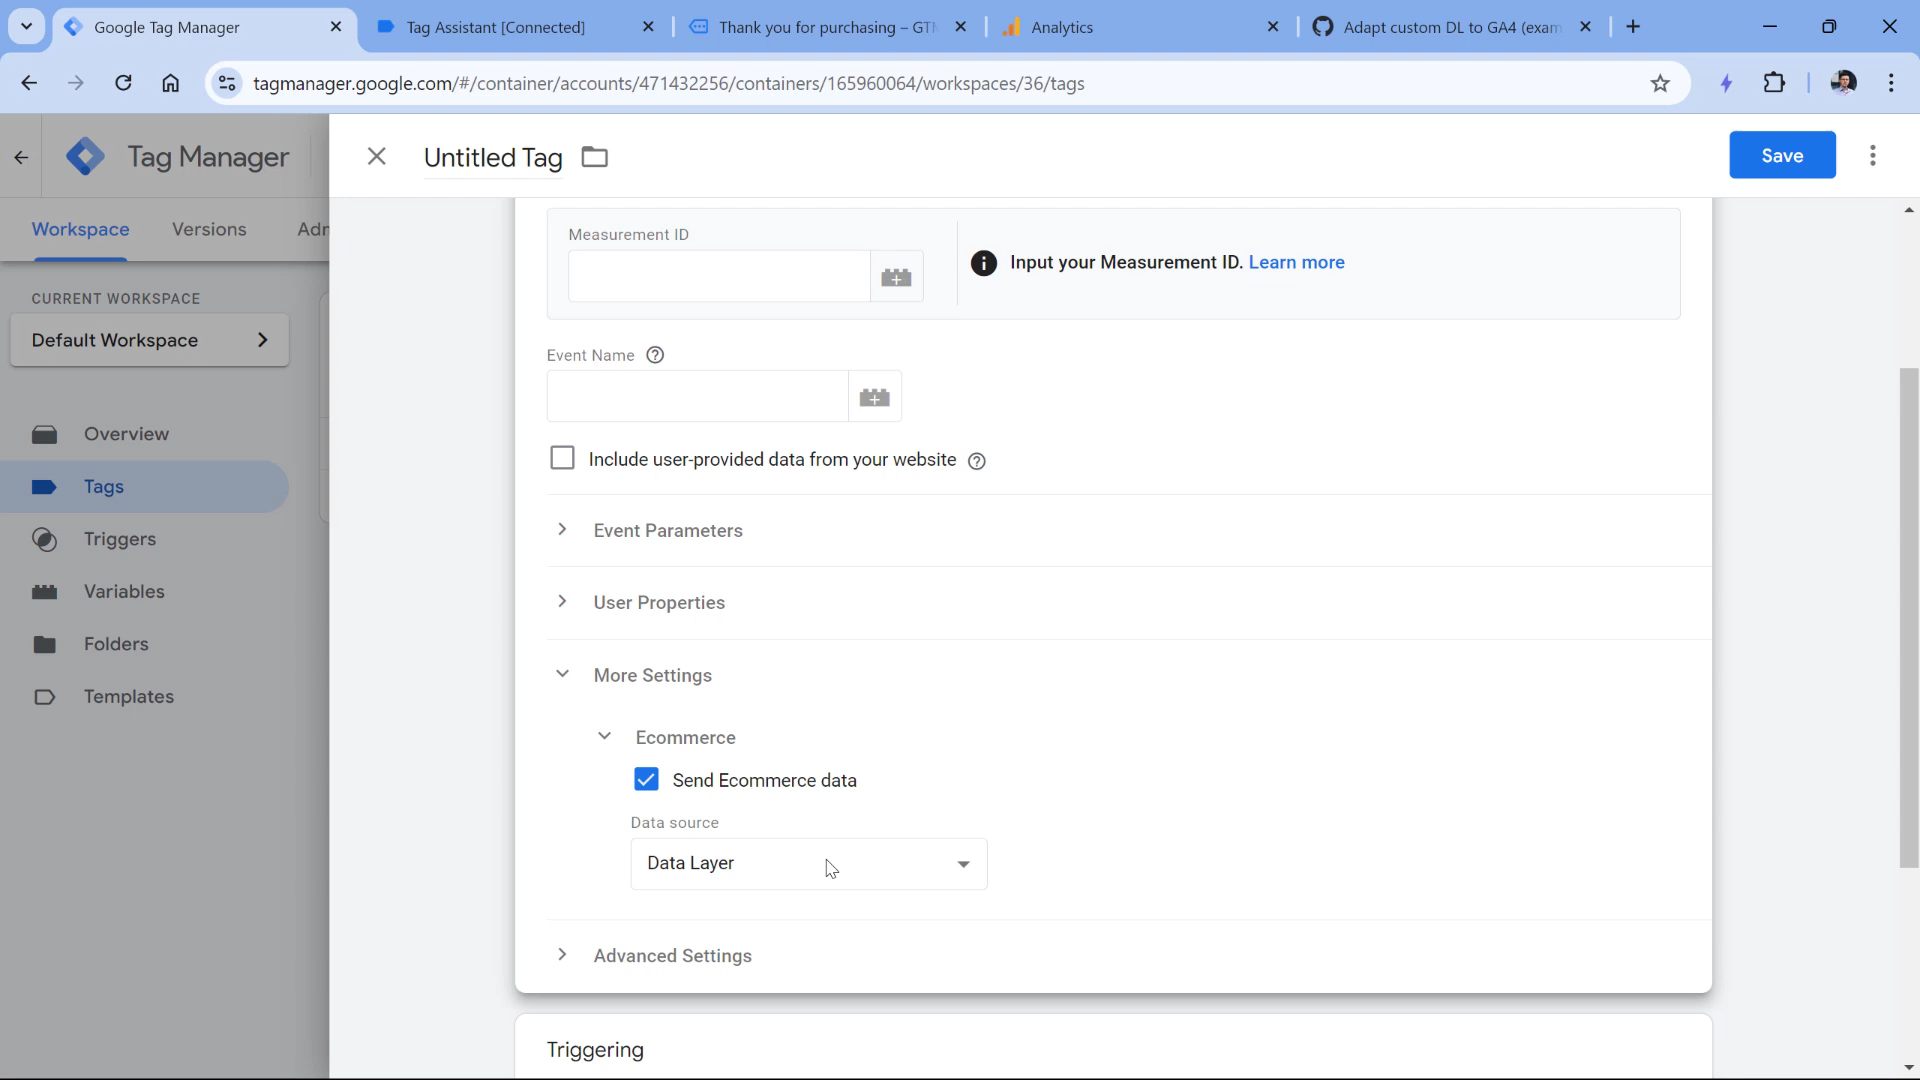 Google Tag Manager
Tag Assistant [Connected]
Thank you for purchasing – GTM
Analytics
Adapt custom DL to GA4 (exam
tagmanager.google.com/#/container/accounts/471432256/containers/165960064/workspaces/36/tags
Tag Manager
Untitled Tag
Save
Workspace
Versions
Adm
Measurement ID
Input your Measurement ID. Learn more
CURRENT WORKSPACE
Default Workspace
Event Name
Overview
Include user-provided data from your website
Tags
Event Parameters
Triggers
User Properties
Variables
Folders
More Settings
Templates
Ecommerce
Send Ecommerce data
Data source
Data Layer
Advanced Settings
Triggering